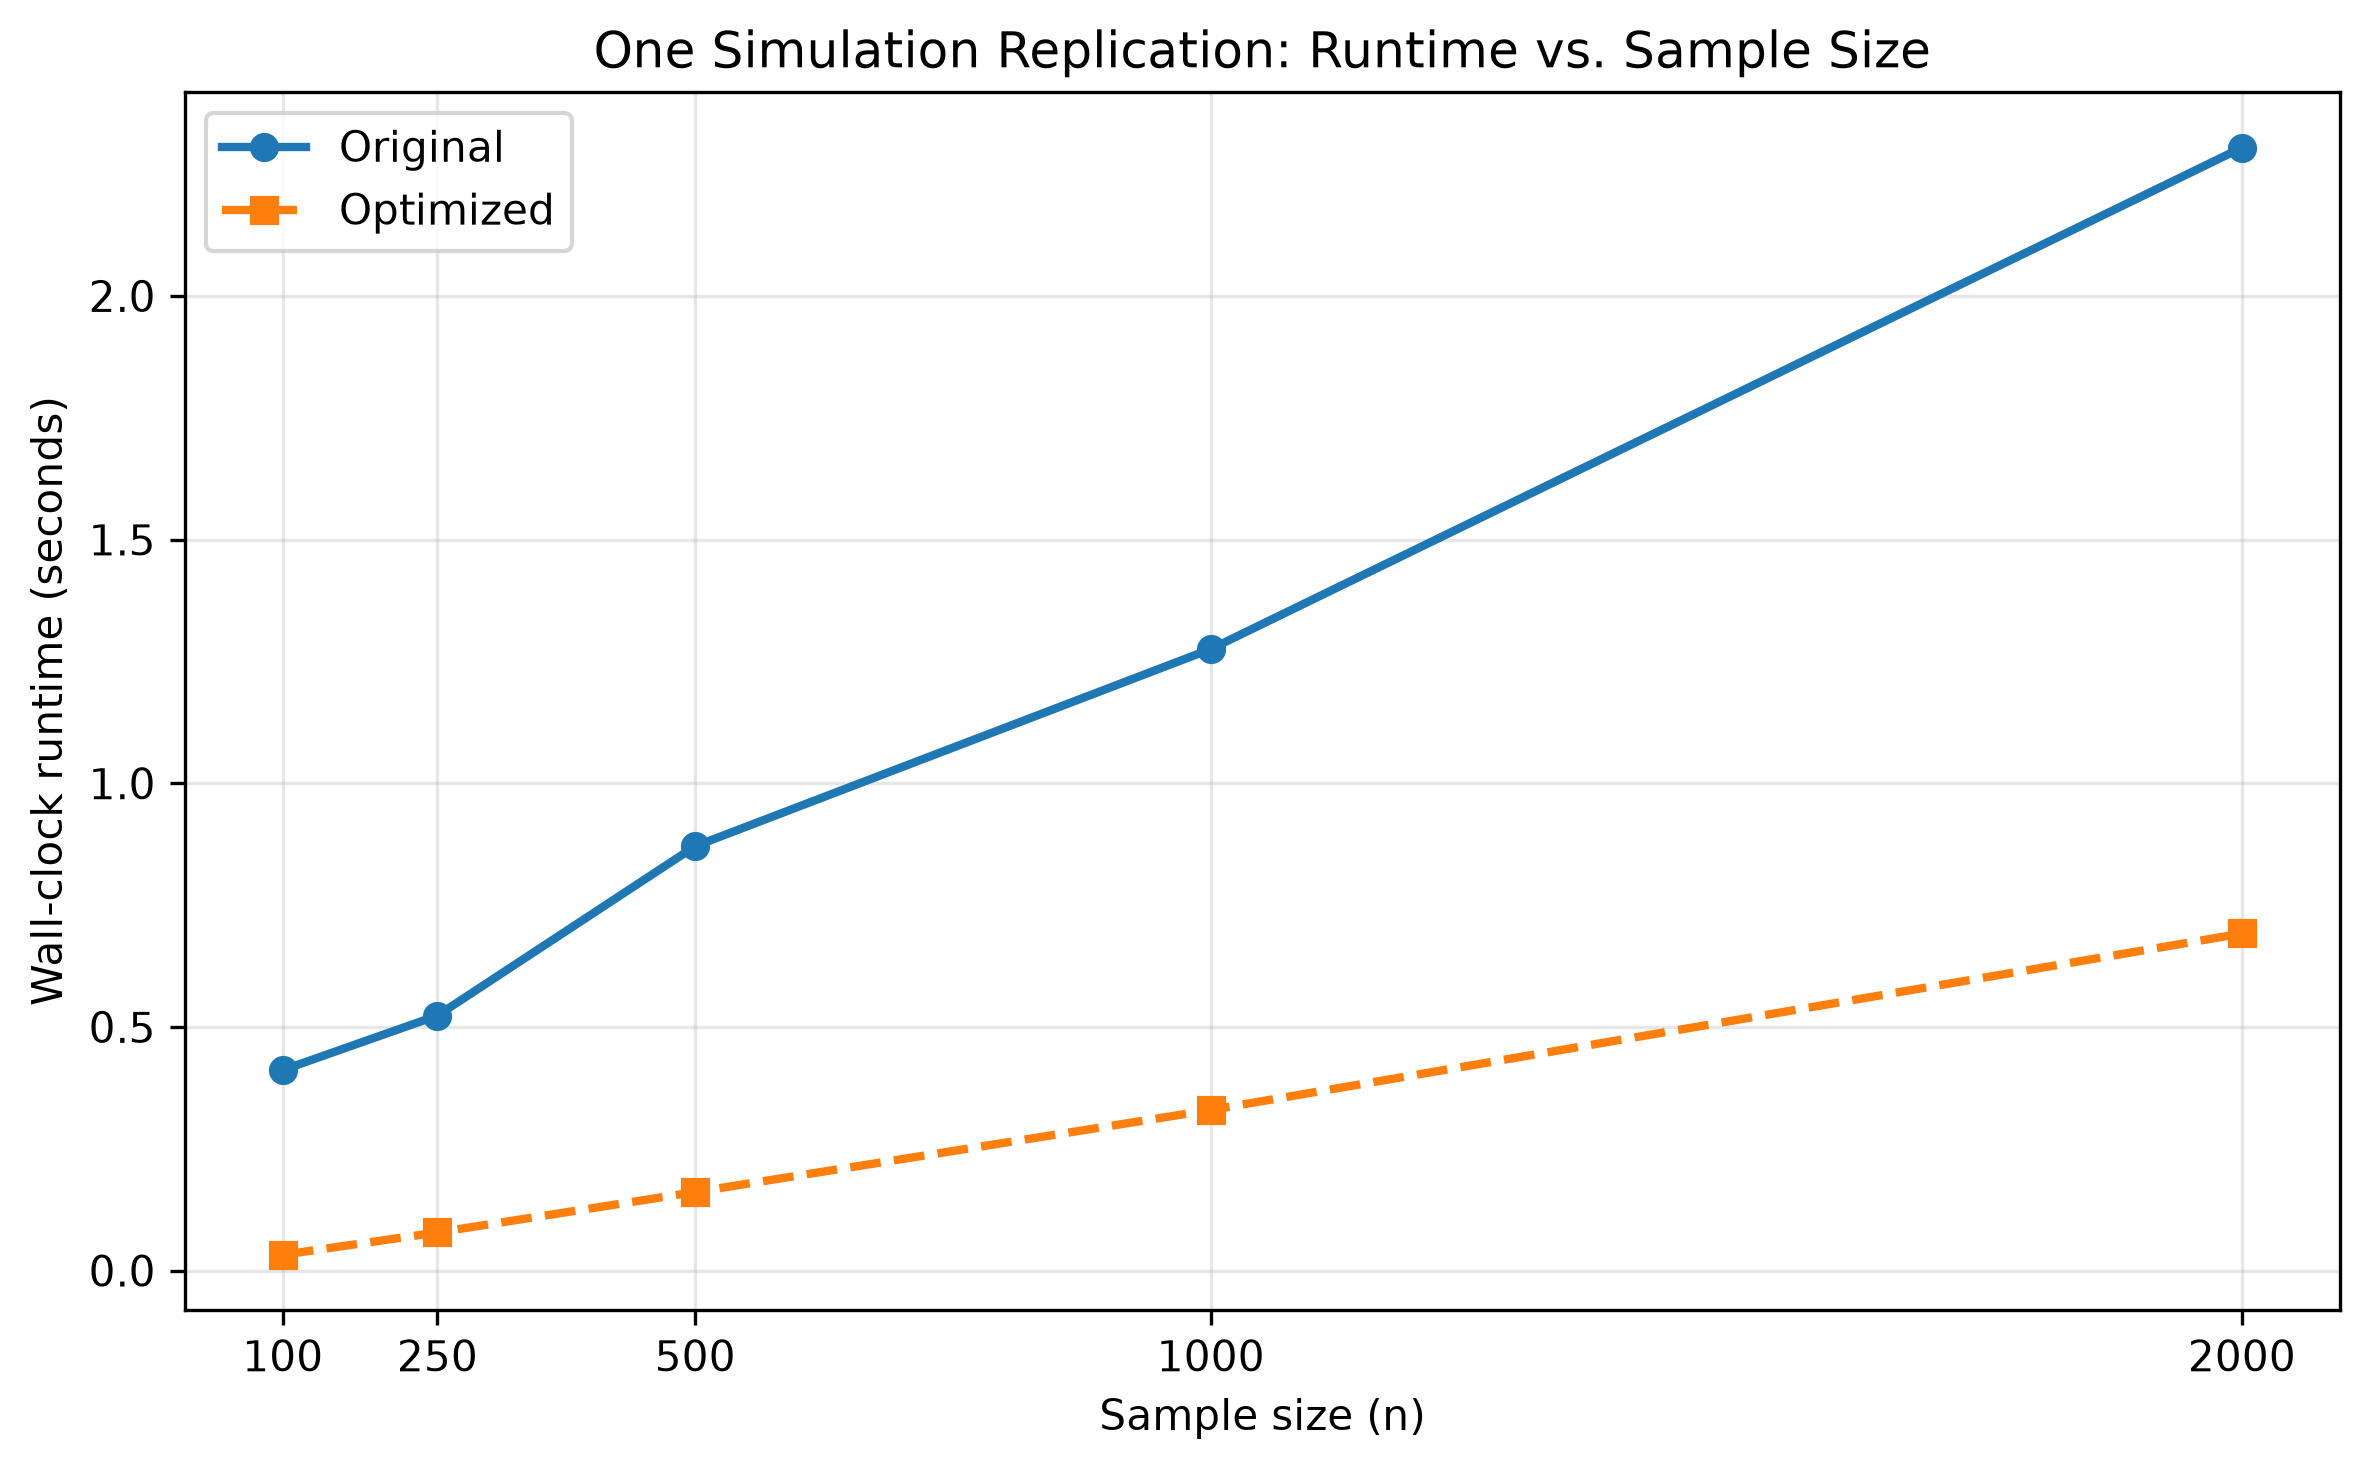 One Simulation Replication: Runtime vs. Sample Size
Original
Optimized
Wall-clock runtime (seconds)
2.0
1.5
1.0
0.5
0.0
100 250 500 1000 2000
Sample size (n)